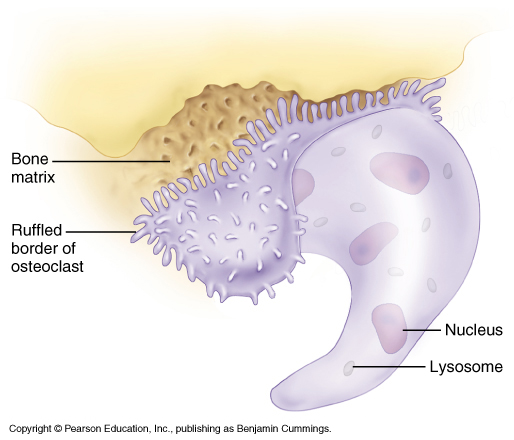 Bone
matrix
Ruffled
border of
osteoclast
Nucleus
Lysosome
Copyright © Pearson Education, Inc., publishing as Benjamin Cummings.